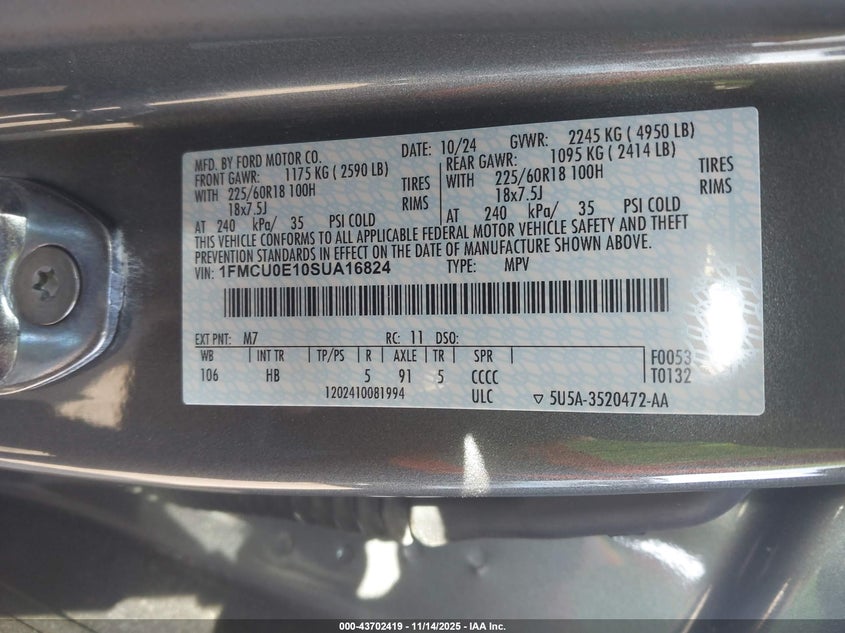 MFD. BY FORD MOTOR CO.
DATE: 10/24 GVWR: 2245 KG ( 4950 LB)
FRONT GAWR: 1175 KG ( 2590 LB)
REAR GAWR: 1095 KG ( 2414 LB)
WITH 225/60R18 100H TIRES
WITH 225/60R18 100H TIRES
18x7.5J RIMS
18x7.5J RIMS
AT 240 kPa/ 35 PSI COLD
AT 240 kPa/ 35 PSI COLD
THIS VEHICLE CONFORMS TO ALL APPLICABLE FEDERAL MOTOR VEHICLE SAFETY AND THEFT
PREVENTION STANDARDS IN EFFECT ON THE DATE OF MANUFACTURE SHOWN ABOVE.
VIN: 1FMCU0E10SUA16824 TYPE: MPV
EXT PNT: M7 RC: 11 DSO:
WB INT TR TP/PS R AXLE TR SPR F0053
106 HB 5 91 5 CCCC T0132
1202410081994 ULC ▽ 5U5A-3520472-AA
000-43702419 - 11/14/2025 - IAA Inc.